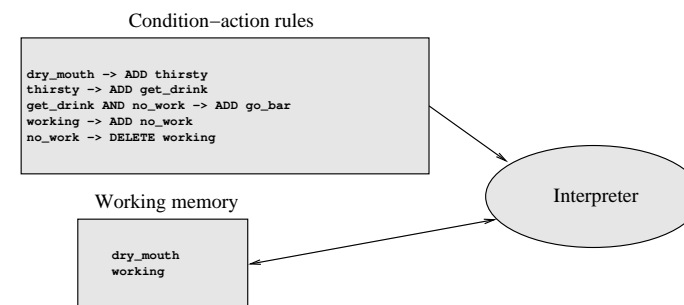 Condition−action rules
dry_mouth −> ADD thirsty
thirsty −> ADD get_drink
get_drink AND no_work −> ADD go_bar
working −> ADD no_work
no_work −> DELETE working
Interpreter
Working memory
dry_mouth
working